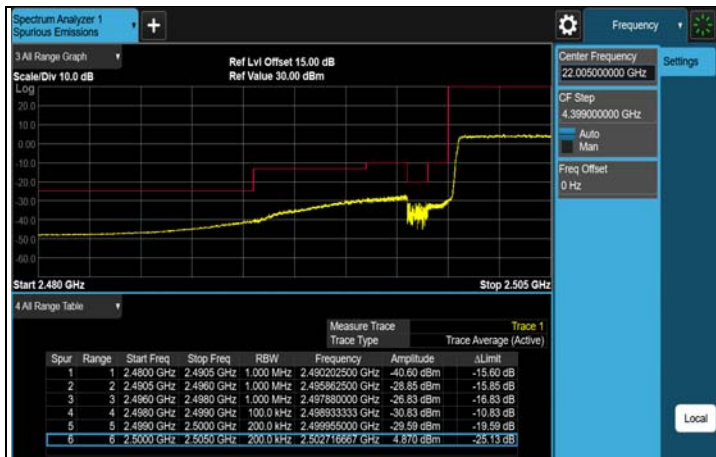 Spectrum Analyzer 1
Spurious Emissions
+
Frequency
3 All Range Graph
Ref Lvl Offset 15.00 dB
Scale/Div 10.0 dB
Ref Value 30.00 dBm
Log
20.0
10.0
0.00
-10.0
-20.0
-30.0
-40.0
-50.0
-60.0
Start 2.480 GHz
Stop 2.505 GHz
Center Frequency
22.005000000 GHz
Settings
CF Step
4.399000000 GHz
Auto
Man
Freq Offset
0 Hz
4 All Range Table
Measure Trace Trace 1
Trace Type Trace Average (Active)
Spur Range Start Freq Stop Freq RBW Frequency Amplitude ΔLimit
1 1 2.4800 GHz 2.4905 GHz 1.000 MHz 2.490202500 GHz -40.60 dBm -15.60 dB
2 2 2.4905 GHz 2.4960 GHz 1.000 MHz 2.495862500 GHz -28.85 dBm -15.85 dB
3 3 2.4960 GHz 2.4980 GHz 1.000 MHz 2.497880000 GHz -26.83 dBm -16.83 dB
4 4 2.4980 GHz 2.4990 GHz 100.0 kHz 2.498933333 GHz -30.83 dBm -10.83 dB
5 5 2.4990 GHz 2.5000 GHz 200.0 kHz 2.499955000 GHz -29.59 dBm -19.59 dB
6 6 2.5000 GHz 2.5050 GHz 200.0 kHz 2.502716667 GHz 4.870 dBm -25.13 dB
Local